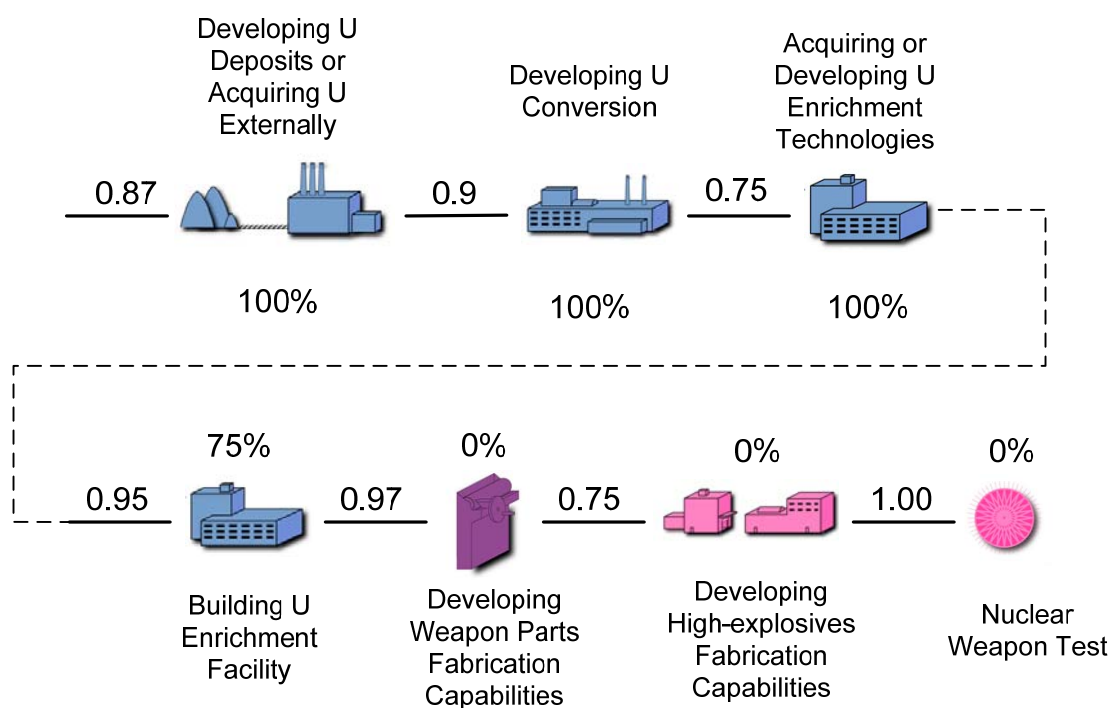 Developing U
Deposits or
Acquiring U
Externally
Developing U
Conversion
Acquiring or
Developing U
Enrichment
Technologies
0.87
0.9
0.75
100%
100%
100%
75%
0%
0%
0%
0.95
0.97
0.75
1.00
Building U
Enrichment
Facility
Developing
Weapon Parts
Fabrication
Capabilities
Developing
High-explosives
Fabrication
Capabilities
Nuclear
Weapon Test